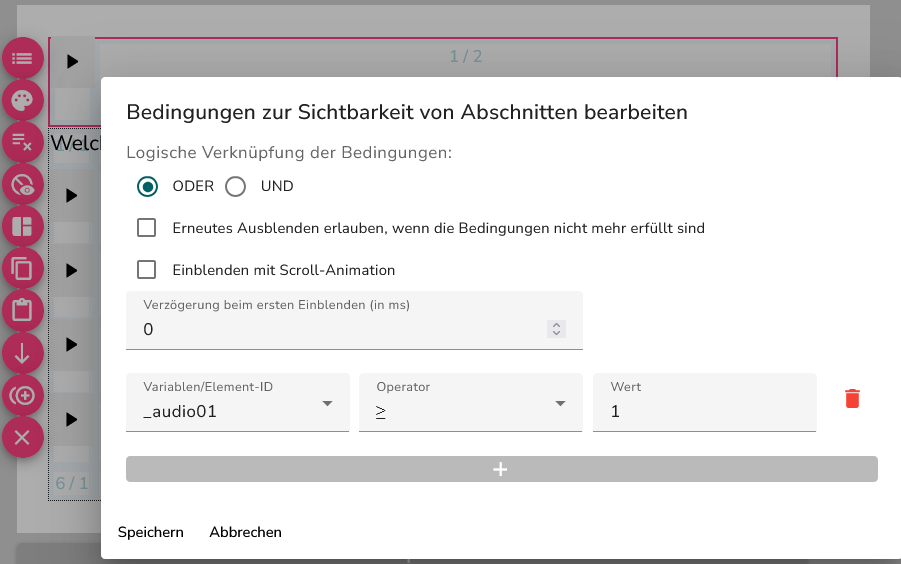 1 / 2
Welch
6 / 1
Bedingungen zur Sichtbarkeit von Abschnitten bearbeiten
Logische Verknüpfung der Bedingungen:
ODER UND
Erneutes Ausblenden erlauben, wenn die Bedingungen nicht mehr erfüllt sind
Einblenden mit Scroll-Animation
Verzögerung beim ersten Einblenden (in ms)
0
Variablen/Element-ID Operator Wert
_audio01 ≥ 1
+
Speichern Abbrechen